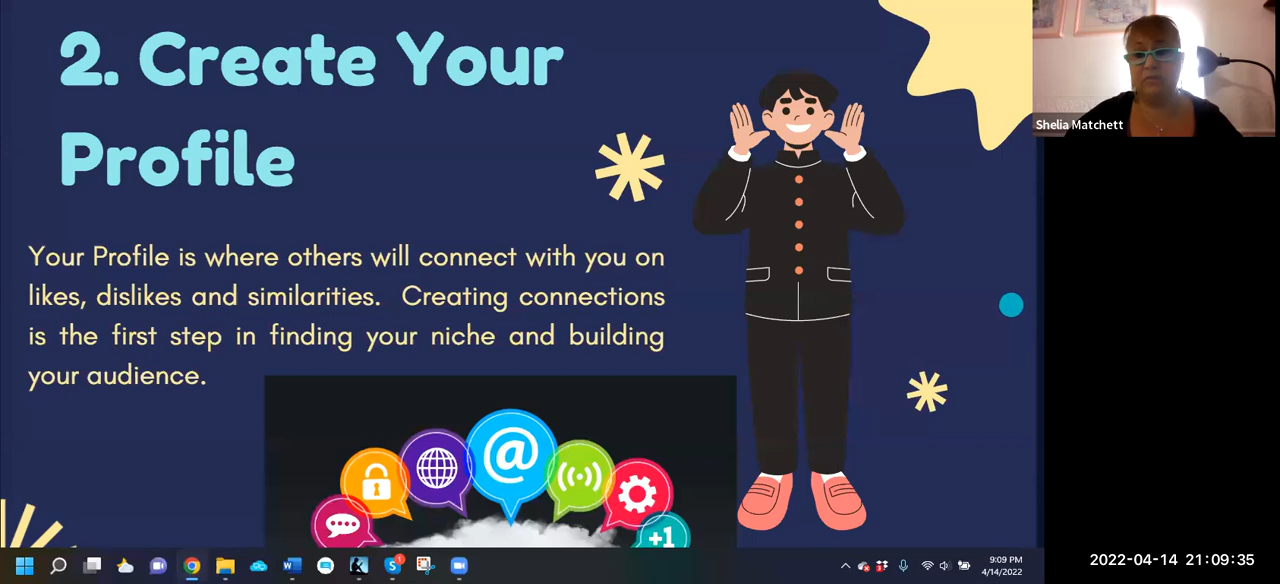 2. Create Your
Profile
Your Profile is where others will connect with you on
likes, dislikes and similarities. Creating connections
is the first step in finding your niche and building
your audience.
@
+1
Shelia Matchett
9:09 PM
4/14/2022
2022-04-14 21:09:35